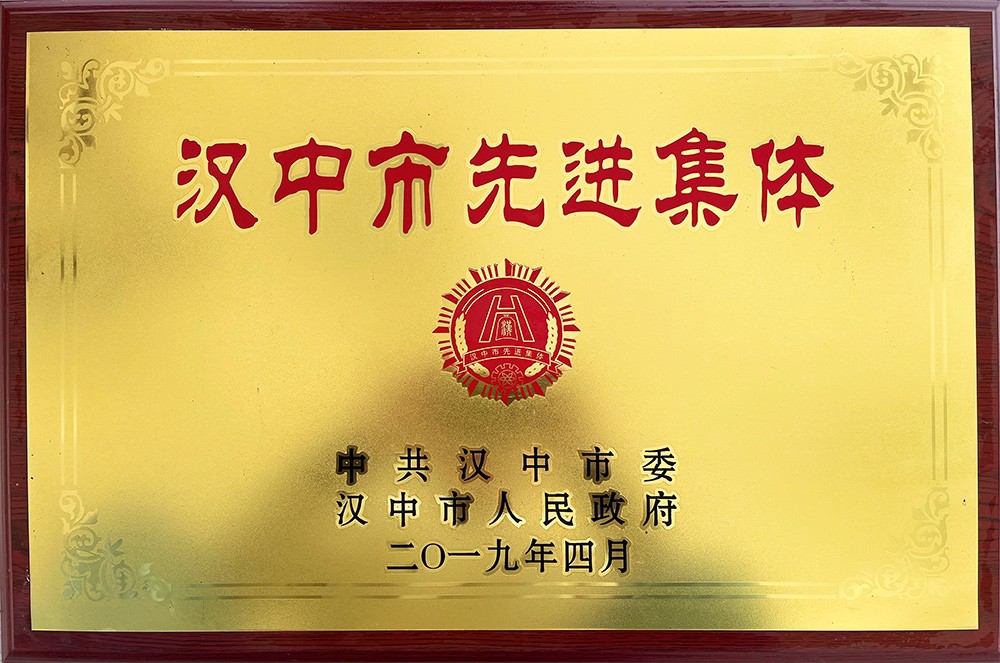 汉中市先进集体
漢
汉中市先进集体
中共汉中市委
汉中市人民政府
二〇一九年四月